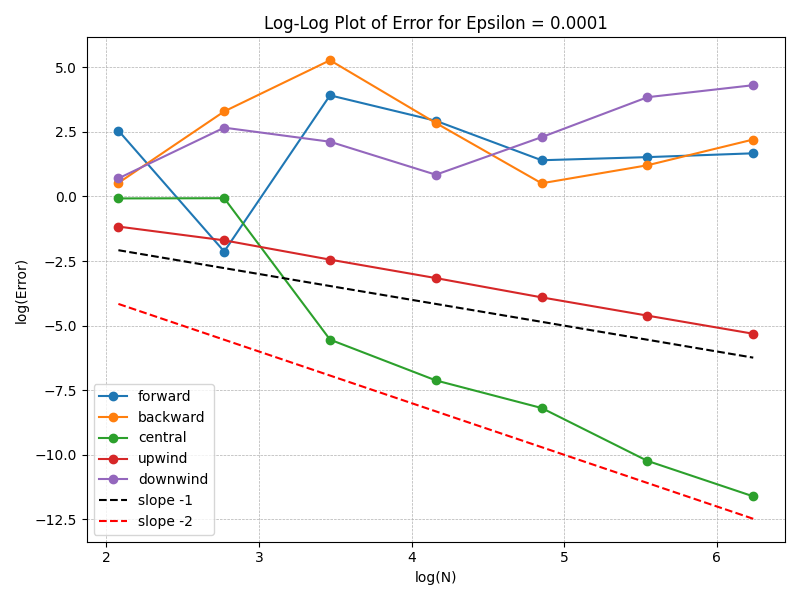 Log-Log Plot of Error for Epsilon = 0.0001
5.0
2.5
0.0
−2.5
−5.0
−7.5
−10.0
−12.5
log(Error)
forward
backward
central
upwind
downwind
slope -1
slope -2
2 3 4 5 6
log(N)